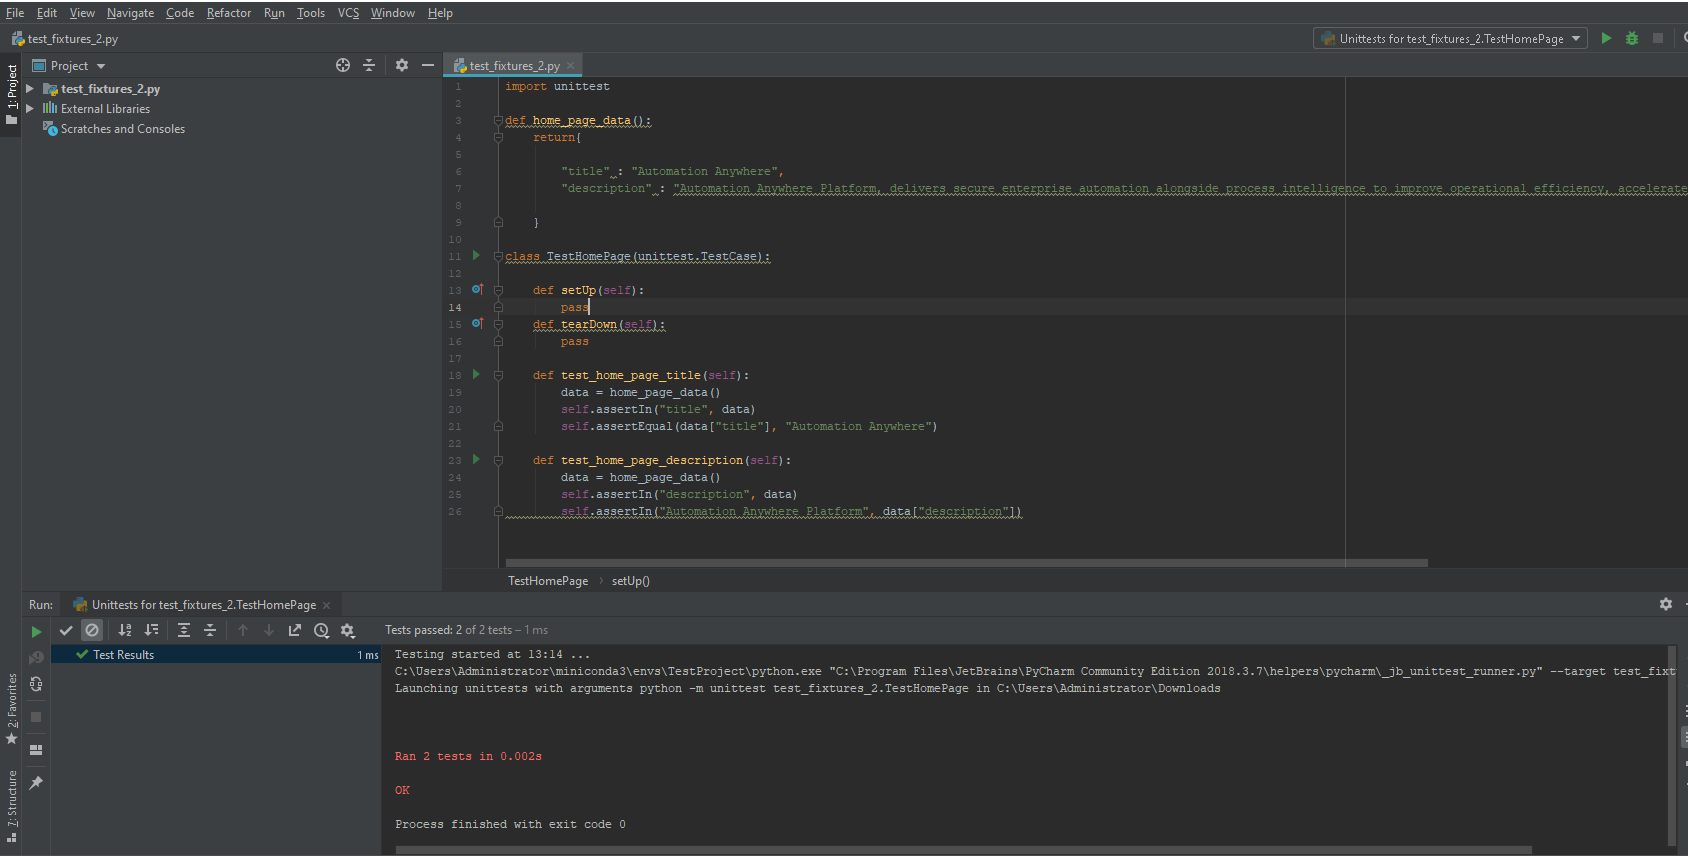 File Edit View Navigate Code Refactor Run Tools VCS Window Help
test_fixtures_2.py
Unittests for test_fixtures_2.TestHomePage
1: Project
Project
test_fixtures_2.py
External Libraries
Scratches and Consoles
test_fixtures_2.py
1 import unittest
2
3 def home_page_data():
4 return{
5
6 "title" : "Automation Anywhere",
7 "description" : "Automation Anywhere Platform, delivers secure enterprise automation alongside process intelligence to improve operational efficiency, accelerate
8
9 }
10
11 class TestHomePage(unittest.TestCase):
12
13 def setUp(self):
14 pass
15 def tearDown(self):
16 pass
17
18 def test_home_page_title(self):
19 data = home_page_data()
20 self.assertIn("title", data)
21 self.assertEqual(data["title"], "Automation Anywhere")
22
23 def test_home_page_description(self):
24 data = home_page_data()
25 self.assertIn("description", data)
26 self.assertIn("Automation Anywhere Platform", data["description"])
TestHomePage › setUp()
Run: Unittests for test_fixtures_2.TestHomePage
Tests passed: 2 of 2 tests – 1 ms
Test Results 1 ms
Testing started at 13:14 ...
C:\Users\Administrator\miniconda3\envs\TestProject\python.exe "C:\Program Files\JetBrains\PyCharm Community Edition 2018.3.7\helpers\pycharm\_jb_unittest_runner.py" --target test_fixt
Launching unittests with arguments python -m unittest test_fixtures_2.TestHomePage in C:\Users\Administrator\Downloads
Ran 2 tests in 0.002s
OK
Process finished with exit code 0
2: Favorites
7: Structure